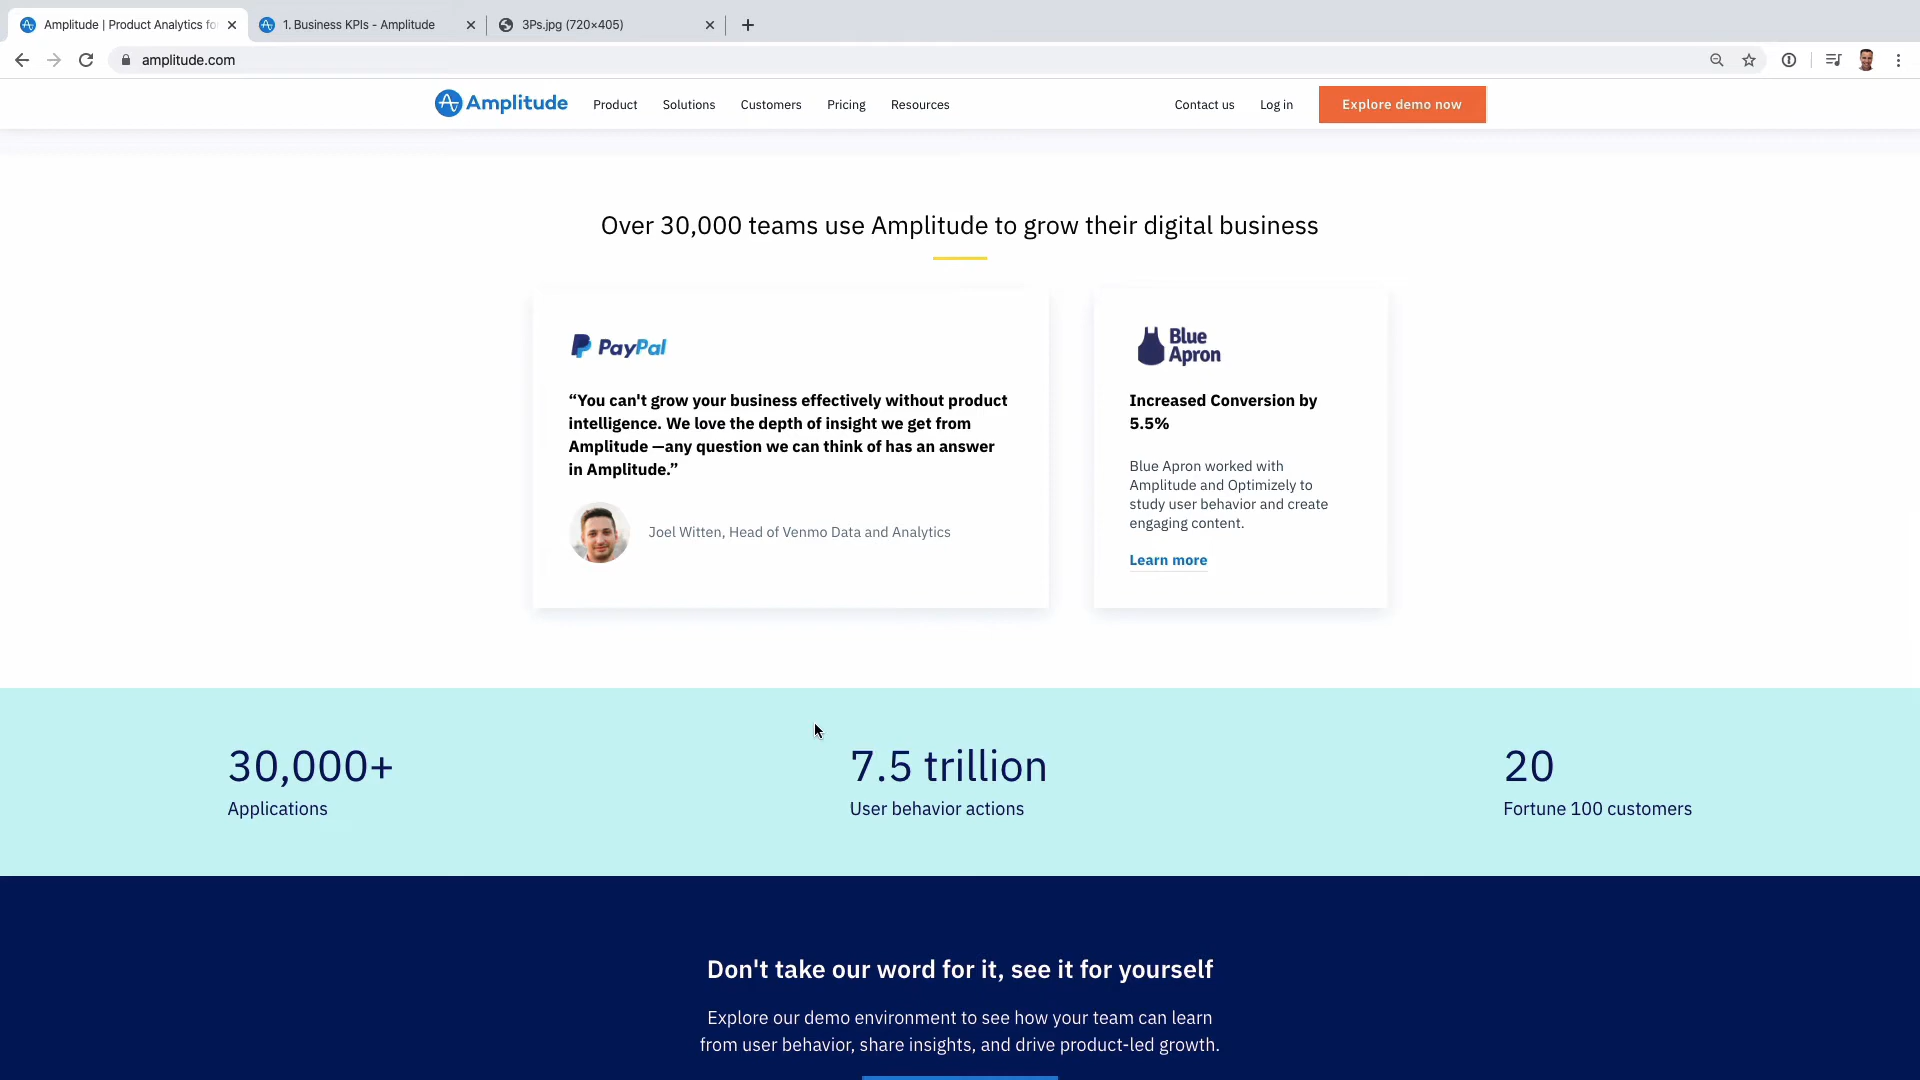 Amplitude | Product Analytics fo
1. Business KPIs - Amplitude
3Ps.jpg (720×405)
amplitude.com
Amplitude
Product
Solutions
Customers
Pricing
Resources
Contact us
Log in
Explore demo now
Over 30,000 teams use Amplitude to grow their digital business
PayPal
“You can't grow your business effectively without product
intelligence. We love the depth of insight we get from
Amplitude —any question we can think of has an answer
in Amplitude.”
Joel Witten, Head of Venmo Data and Analytics
Blue
Apron
Increased Conversion by
5.5%
Blue Apron worked with
Amplitude and Optimizely to
study user behavior and create
engaging content.
Learn more
30,000+
Applications
7.5 trillion
User behavior actions
20
Fortune 100 customers
Don't take our word for it, see it for yourself
Explore our demo environment to see how your team can learn
from user behavior, share insights, and drive product-led growth.